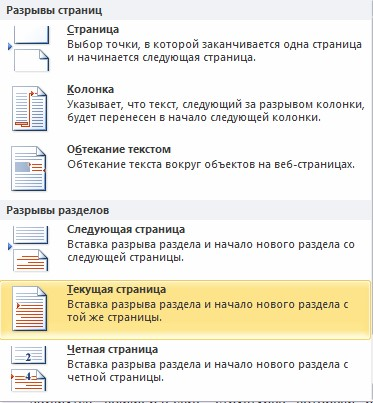 Разрывы страниц
Страница
Выбор точки, в которой заканчивается одна страница
и начинается следующая страница.
Колонка
Указывает, что текст, следующий за разрывом колонки,
будет перенесен в начало следующей колонки.
Обтекание текстом
Обтекание текста вокруг объектов на веб-страницах.
Разрывы разделов
Следующая страница
Вставка разрыва раздела и начало нового раздела со
следующей страницы.
Текущая страница
Вставка разрыва раздела и начало нового раздела с
той же страницы.
2
4
Четная страница
Вставка разрыва раздела и начало нового раздела с
четной страницы.